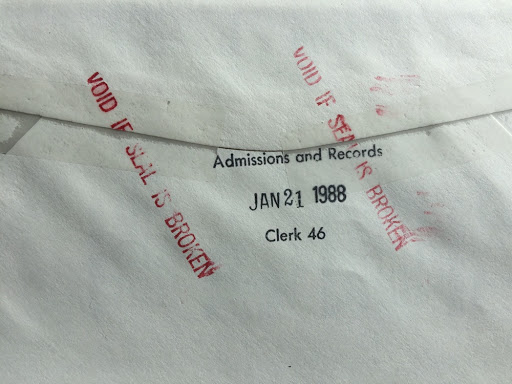 VOID IF SEAL IS BROKEN
VOID IF SEAL IS BROKEN
Admissions and Records
JAN 21 1988
Clerk 46